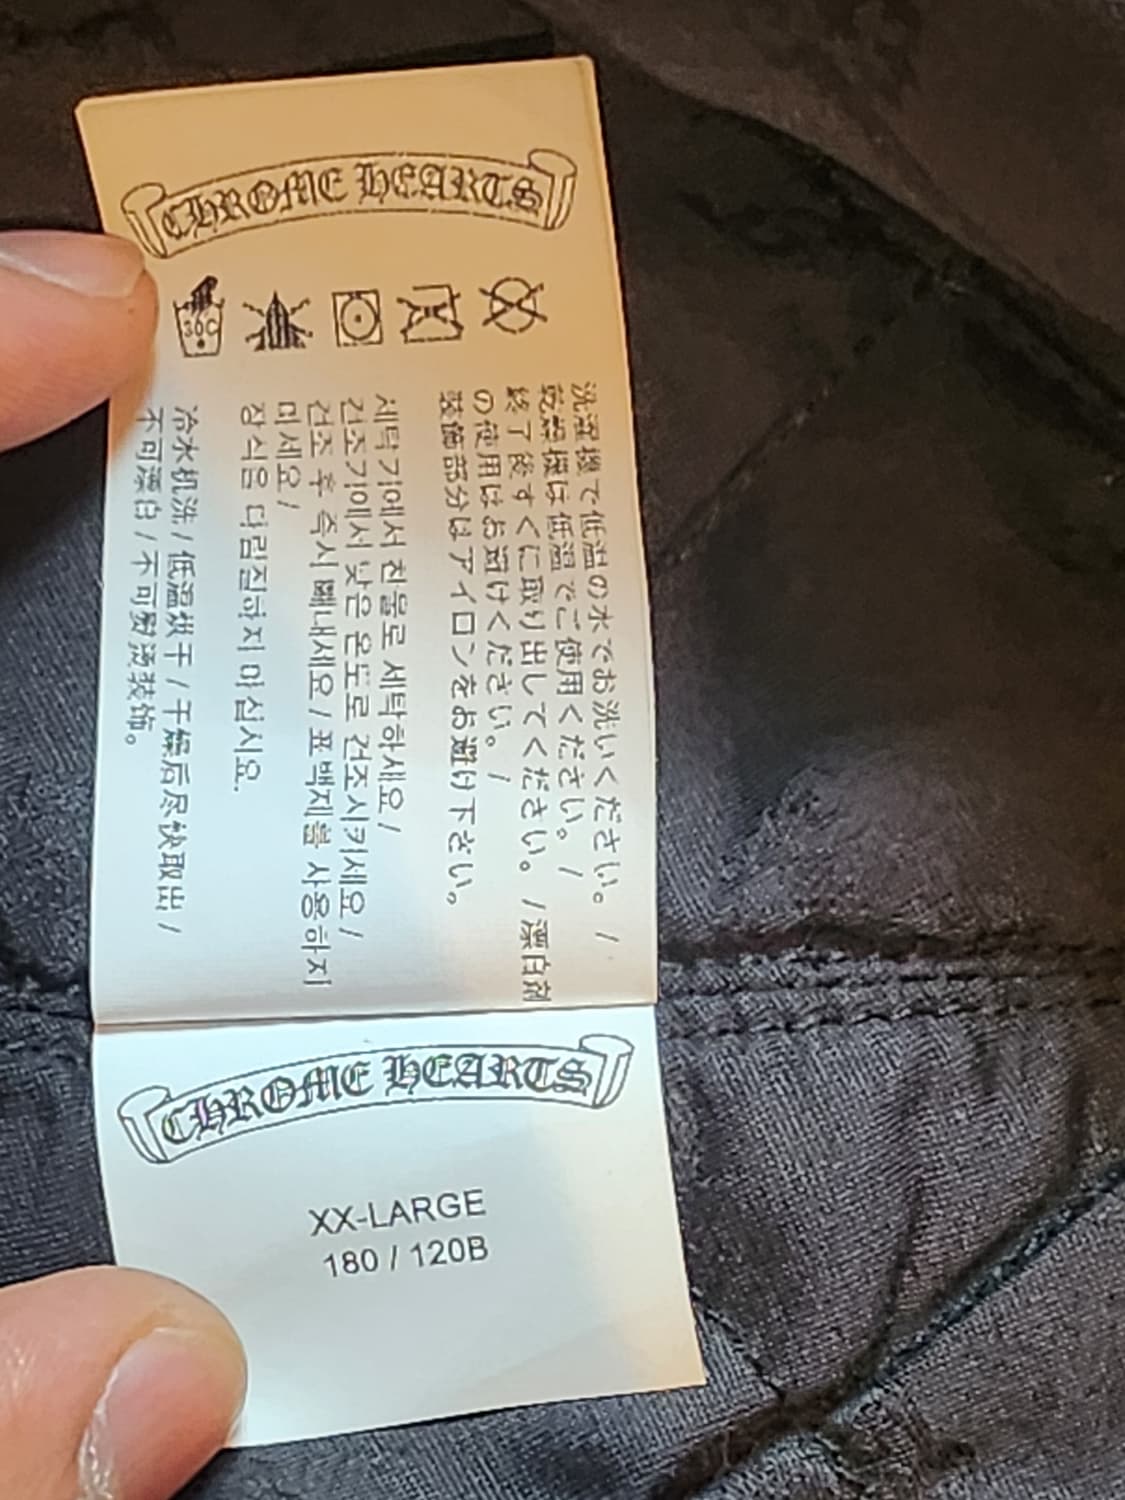 CHROME HEARTS
30C
洗濯機で低温の水でお洗いください。 /
乾燥機は低温でご使用ください。 /
終了後すぐに取り出してください。 / 漂白剤
の使用はお避けください。 /
装飾部分はアイロンをお避け下さい。
세탁기에서 찬물로 세탁하세요 /
건조기에서 낮은 온도로 건조시키세요 /
건조 후 즉시 빼내세요 / 표백제를 사용하지
마세요 /
장식은 다림질하지 마십시요.
冷水机洗 / 低温烘干 / 干燥后尽快取出 /
不可漂白 / 不可熨烫装饰。
CHROME HEARTS
XX-LARGE
180 / 120B